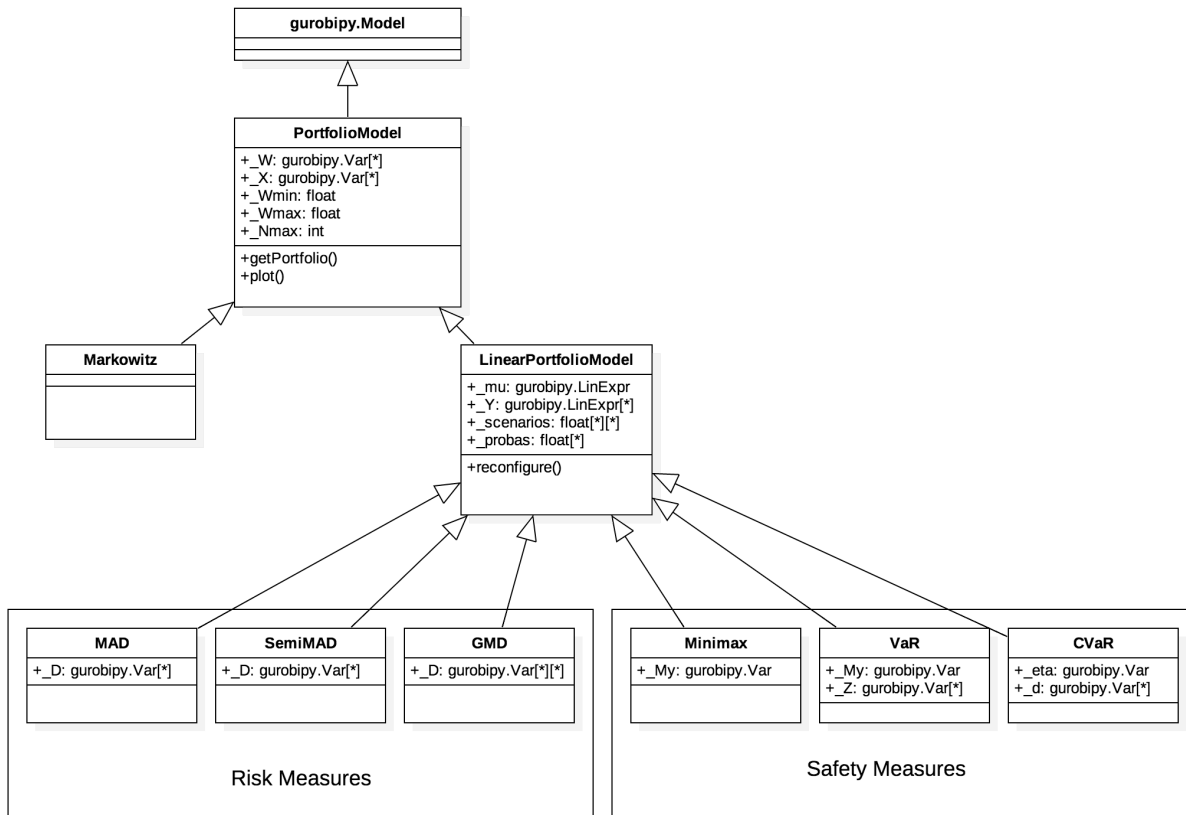 gurobipy.Model
PortfolioModel
+_W: gurobipy.Var[*]
+_X: gurobipy.Var[*]
+_Wmin: float
+_Wmax: float
+_Nmax: int
+getPortfolio()
+plot()
Markowitz
LinearPortfolioModel
+_mu: gurobipy.LinExpr
+_Y: gurobipy.LinExpr[*]
+_scenarios: float[*][*]
+_probas: float[*]
+reconfigure()
MAD
+_D: gurobipy.Var[*]
SemiMAD
+_D: gurobipy.Var[*]
GMD
+_D: gurobipy.Var[*][*]
Risk Measures
Minimax
+_My: gurobipy.Var
VaR
+_My: gurobipy.Var
+_Z: gurobipy.Var[*]
CVaR
+_eta: gurobipy.Var
+_d: gurobipy.Var[*]
Safety Measures